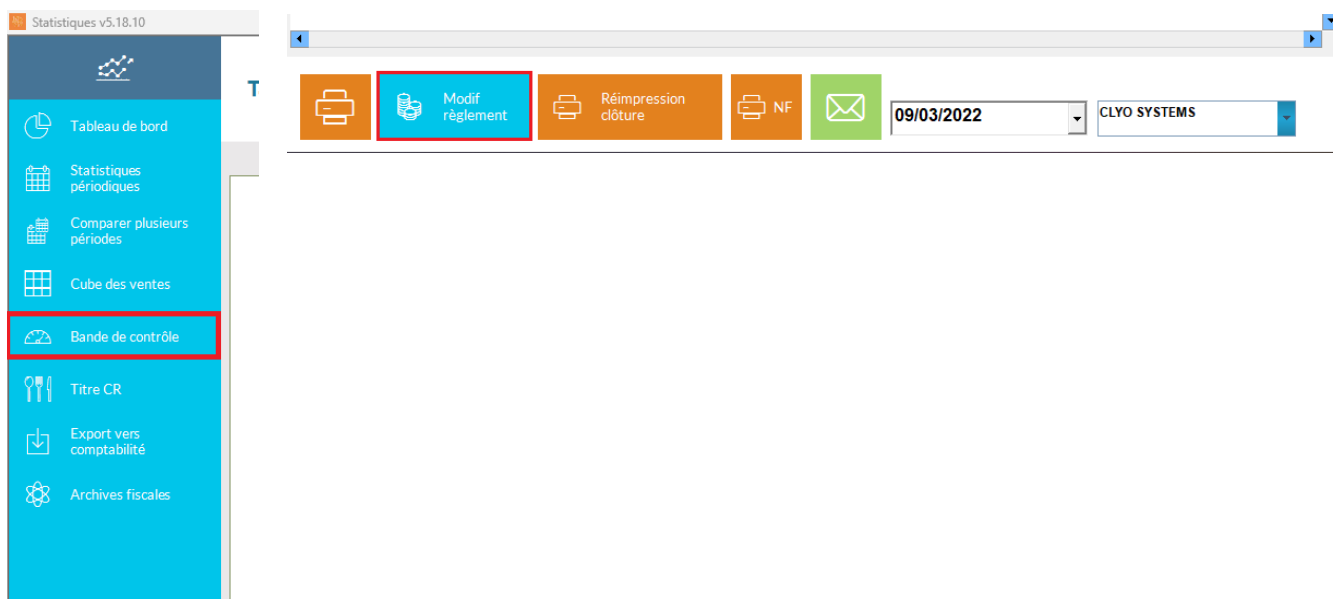 Statistiques v5.18.10
T
Tableau de bord
Statistiques
périodiques
Comparer plusieurs
périodes
Cube des ventes
Bande de contrôle
Titre CR
Export vers
comptabilité
Archives fiscales
Modif
règlement
Réimpression
clôture
NF
09/03/2022
CLYO SYSTEMS